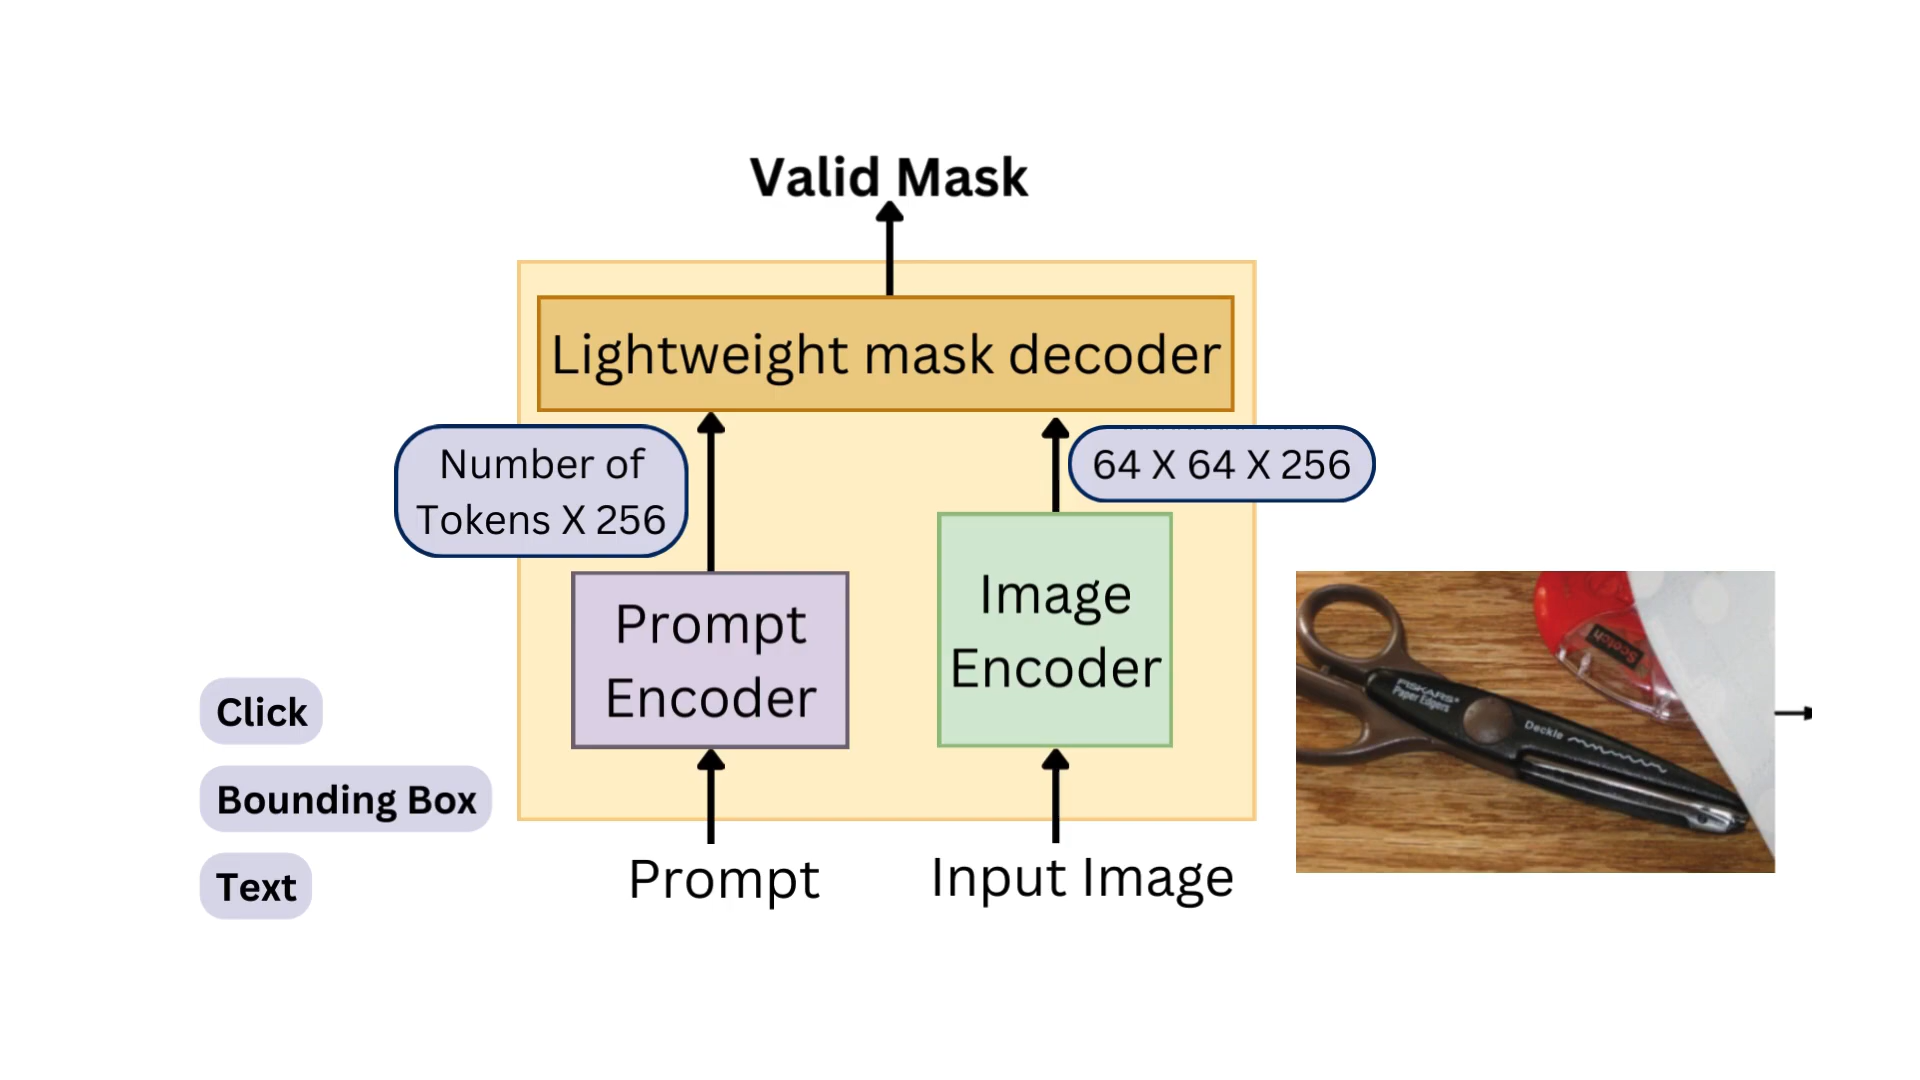 Valid Mask
Lightweight mask decoder
Number of
Tokens X 256
64 X 64 X 256
Prompt
Encoder
Image
Encoder
Click
Bounding Box
Text
Prompt
Input Image
Scotch
FISKARS®
Paper Edgers
Deckle